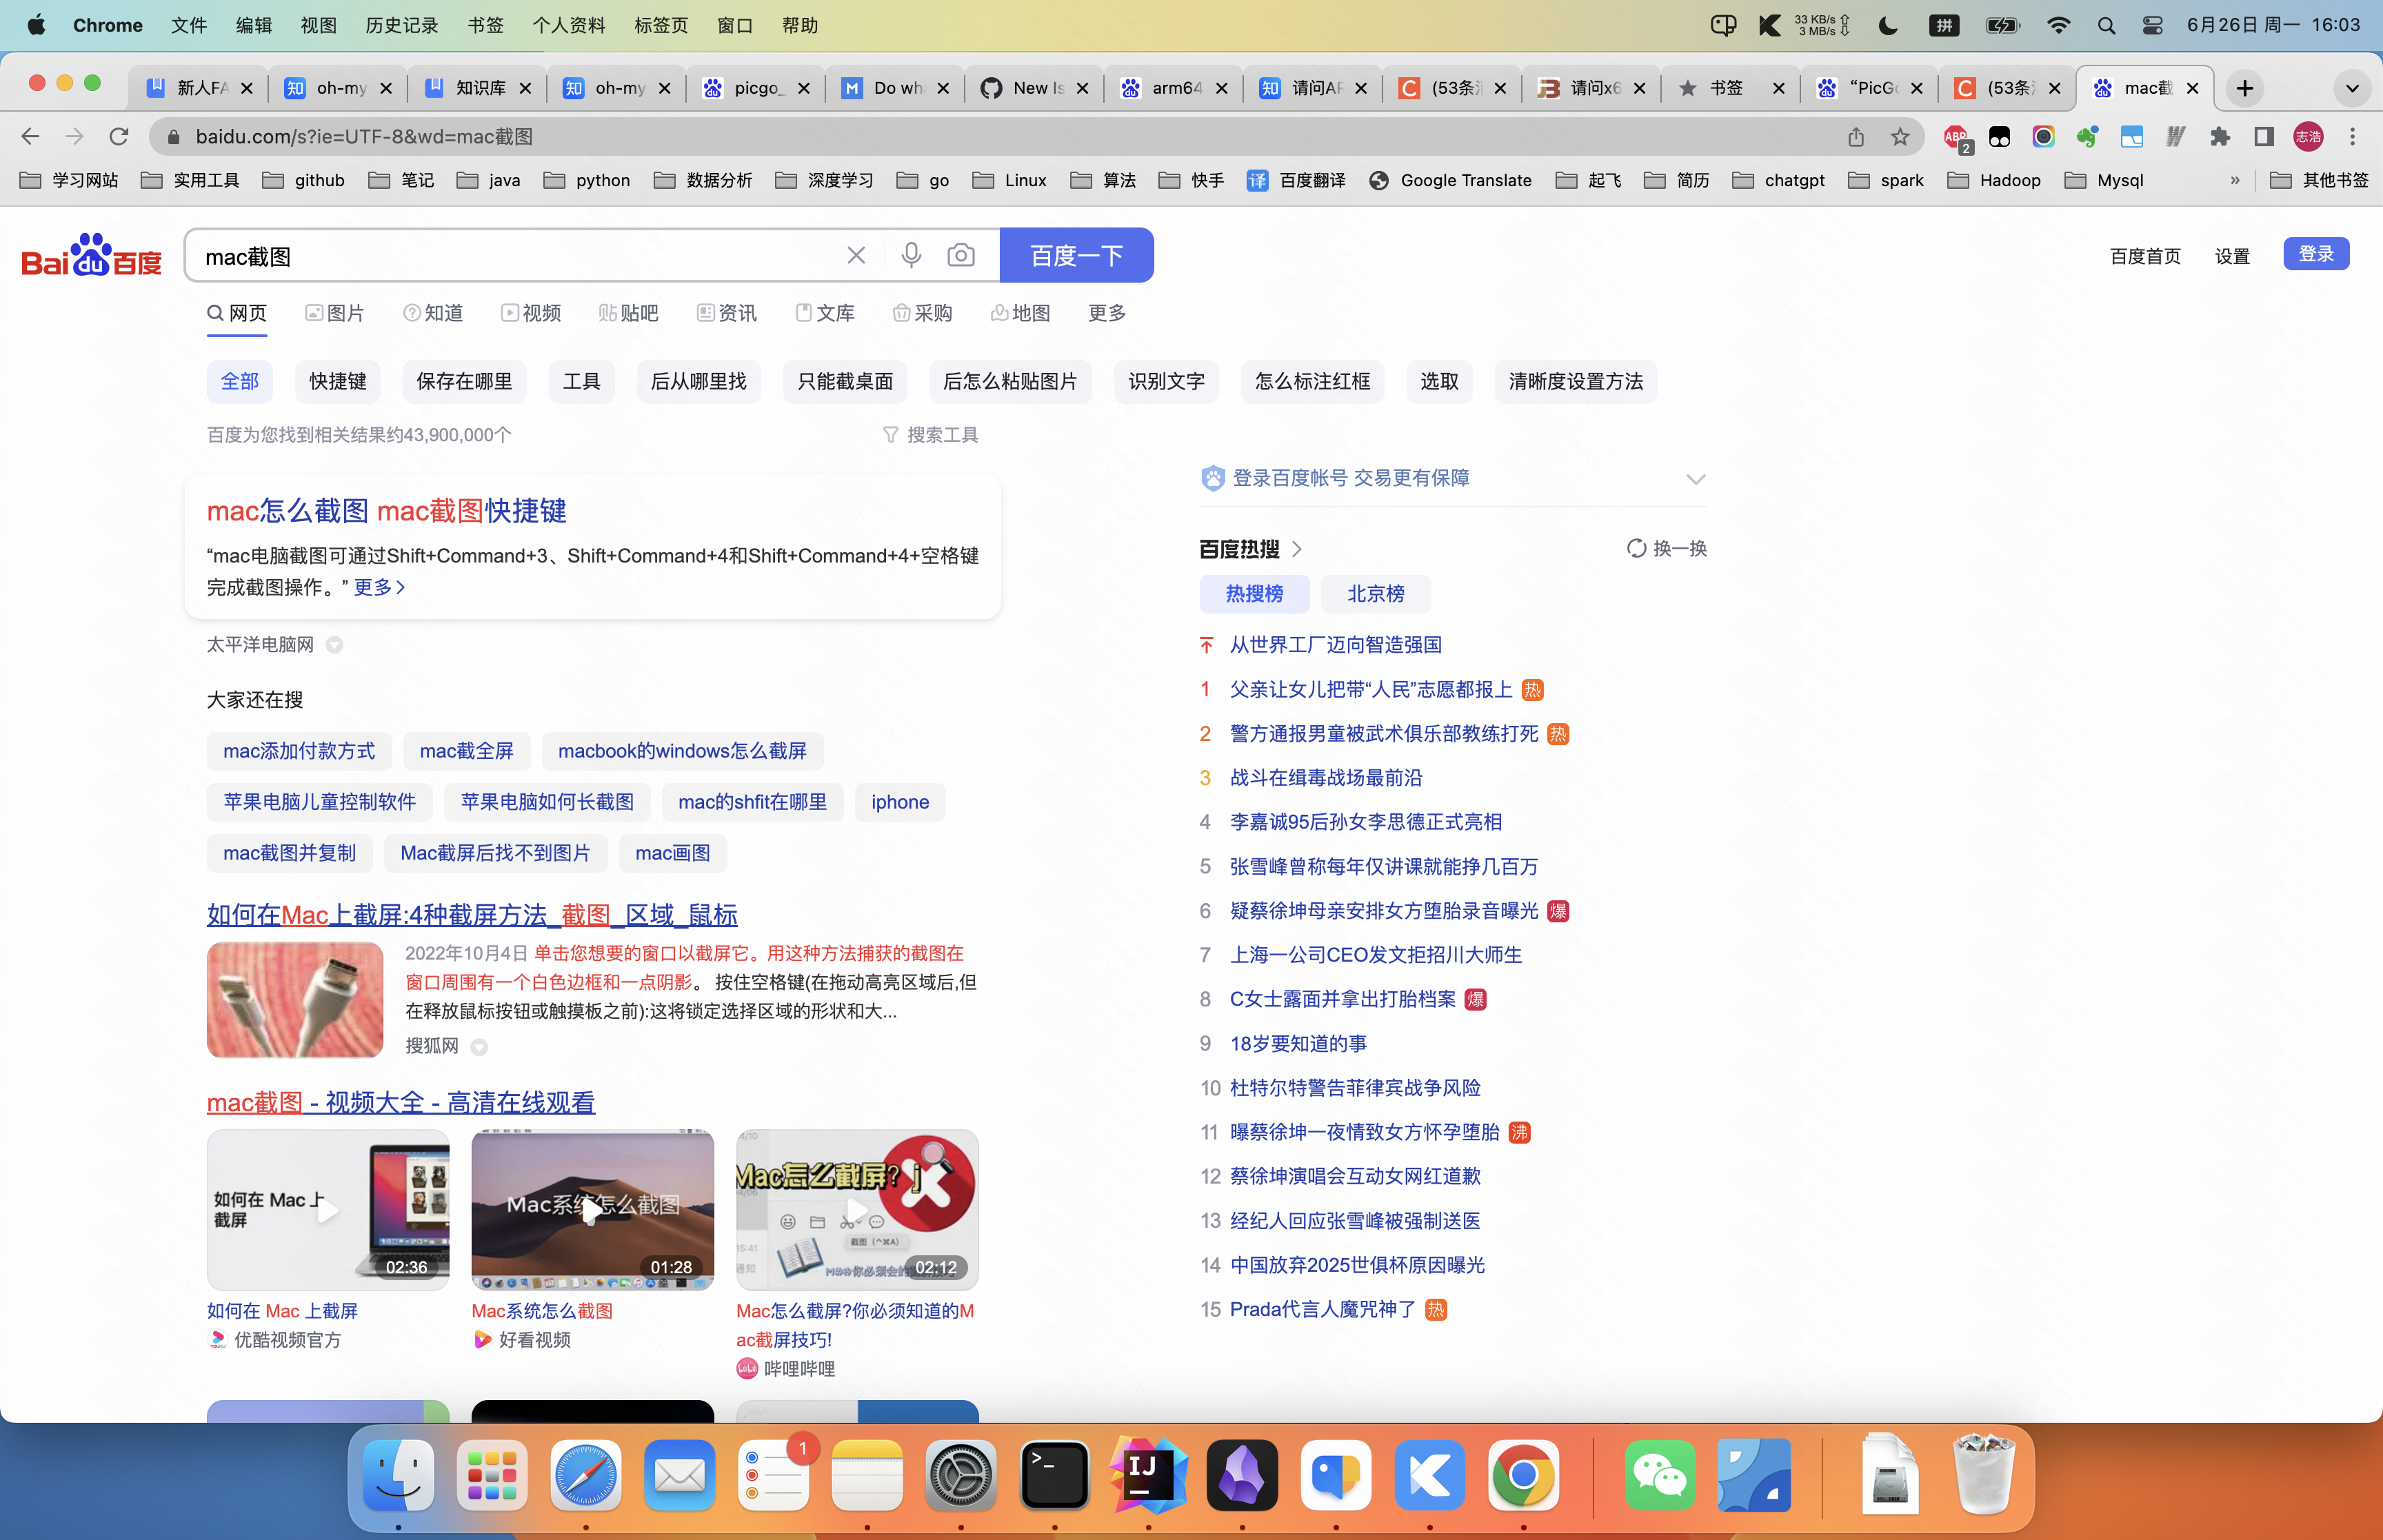 Chrome 文件 编辑 视图 历史记录 书签 个人资料 标签页 窗口 帮助
33 KB/s
3 MB/s
拼
6月26日 周一 16:03
新人FA
oh-my
知识库
oh-my
picgo_
Do wh
New Is
arm64
请问AF
(53条
请问x6
书签
“PicG
(53条
mac截
baidu.com/s?ie=UTF-8&wd=mac截图
ABP
2
志浩
学习网站 实用工具 github 笔记 java python 数据分析 深度学习 go Linux 算法 快手 译 百度翻译 Google Translate 起飞 简历 chatgpt spark Hadoop Mysql » 其他书签
Bai du 百度
mac截图
百度一下
百度首页 设置 登录
网页 图片 知道 视频 贴吧 资讯 文库 采购 地图 更多
全部 快捷键 保存在哪里 工具 后从哪里找 只能截桌面 后怎么粘贴图片 识别文字 怎么标注红框 选取 清晰度设置方法
百度为您找到相关结果约43,900,000个
搜索工具
mac怎么截图 mac截图快捷键
“mac电脑截图可通过Shift+Command+3、Shift+Command+4和Shift+Command+4+空格键
完成截图操作。” 更多
太平洋电脑网
大家还在搜
mac添加付款方式 mac截全屏 macbook的windows怎么截屏
苹果电脑儿童控制软件 苹果电脑如何长截图 mac的shfit在哪里 iphone
mac截图并复制 Mac截屏后找不到图片 mac画图
如何在Mac上截屏:4种截屏方法_截图_区域_鼠标
2022年10月4日 单击您想要的窗口以截屏它。用这种方法捕获的截图在
窗口周围有一个白色边框和一点阴影。 按住空格键(在拖动高亮区域后,但
在释放鼠标按钮或触摸板之前):这将锁定选择区域的形状和大...
搜狐网
mac截图 - 视频大全 - 高清在线观看
如何在 Mac 上
截屏
02:36
Mac系统怎么截图
01:28
4/10
Mac怎么截屏?
截图 (^⌘A)
15:41
02:12
如何在 Mac 上截屏
优酷视频官方
Mac系统怎么截图
好看视频
Mac怎么截屏?你必须知道的M
ac截屏技巧!
哔哩哔哩
登录百度帐号 交易更有保障
百度热搜
换一换
热搜榜 北京榜
从世界工厂迈向智造强国
1 父亲让女儿把带“人民”志愿都报上 热
2 警方通报男童被武术俱乐部教练打死 热
3 战斗在缉毒战场最前沿
4 李嘉诚95后孙女李思德正式亮相
5 张雪峰曾称每年仅讲课就能挣几百万
6 疑蔡徐坤母亲安排女方堕胎录音曝光 爆
7 上海一公司CEO发文拒招川大师生
8 C女士露面并拿出打胎档案 爆
9 18岁要知道的事
10 杜特尔特警告菲律宾战争风险
11 曝蔡徐坤一夜情致女方怀孕堕胎 沸
12 蔡徐坤演唱会互动女网红道歉
13 经纪人回应张雪峰被强制送医
14 中国放弃2025世俱杯原因曝光
15 Prada代言人魔咒神了 热
1
IJ